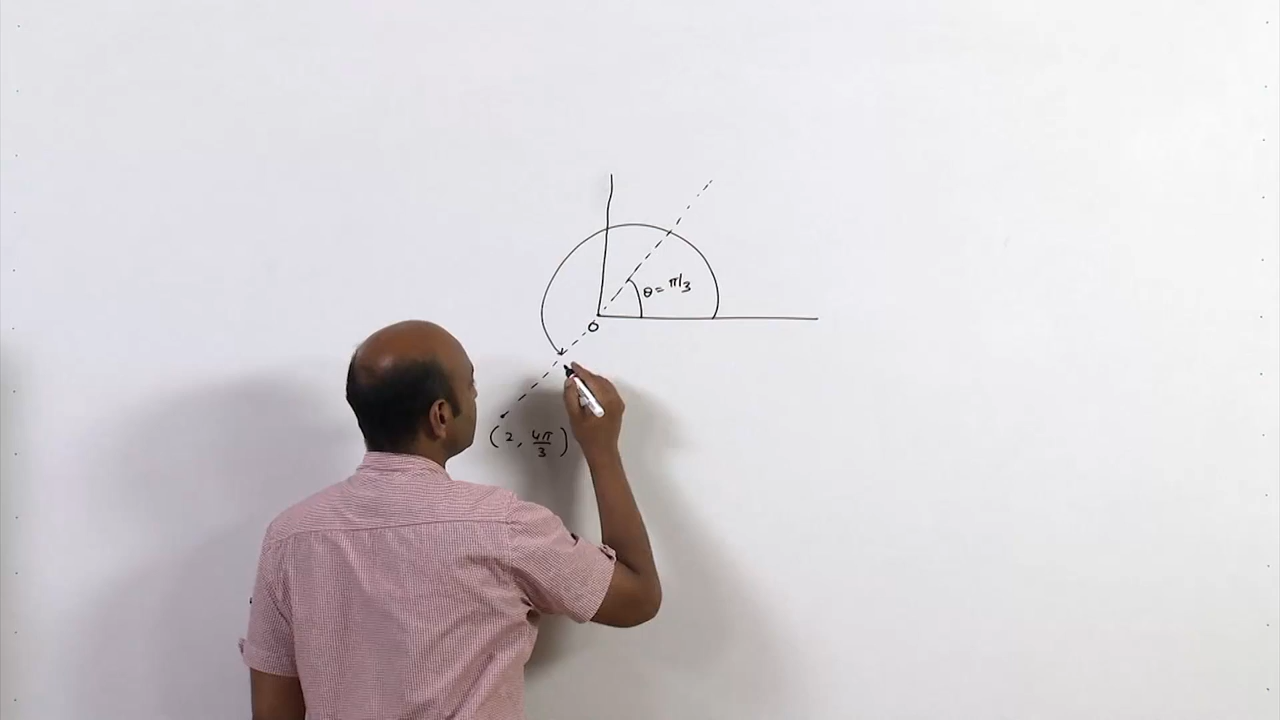 θ = π/3
O
(2, 4π/3)